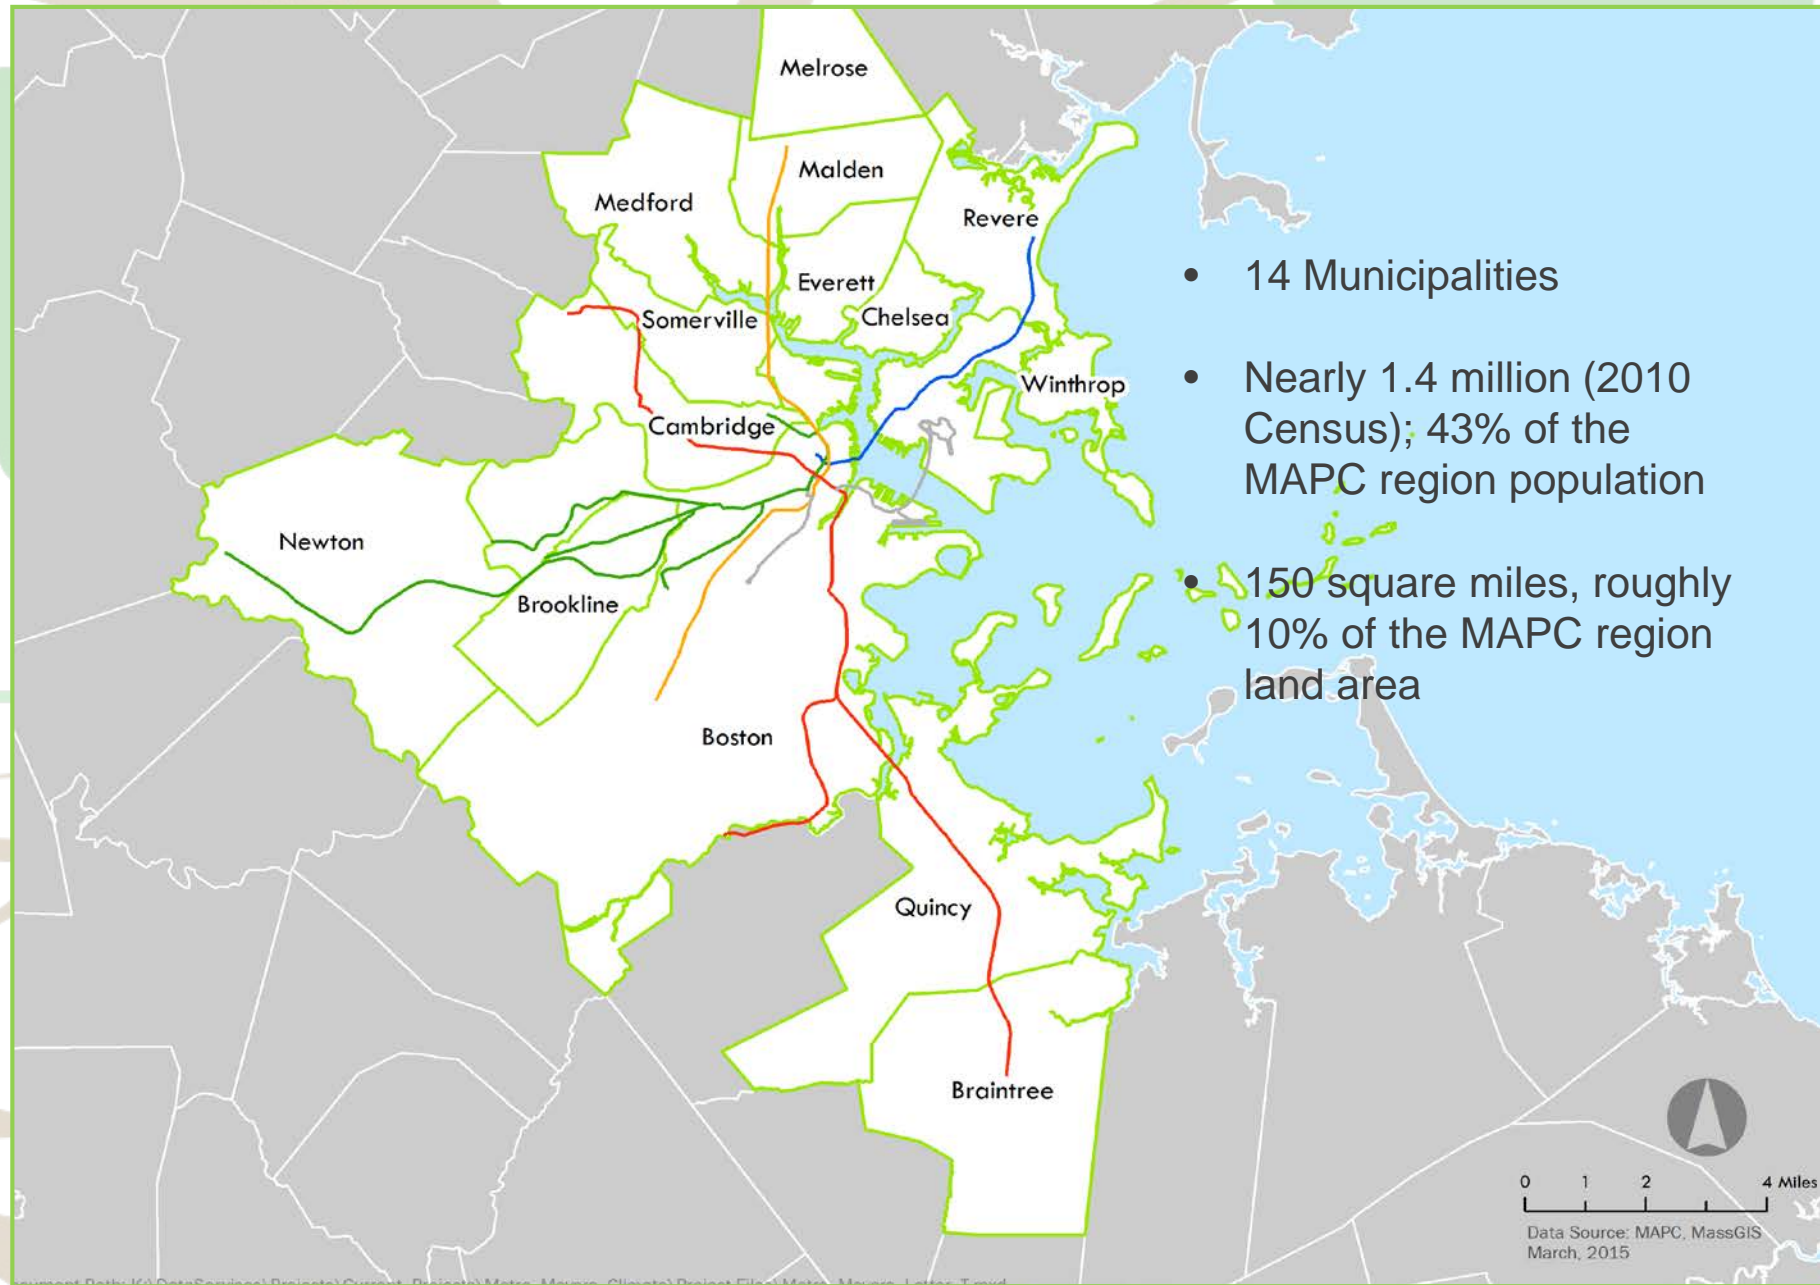 Melrose
Malden
Medford
Revere
Everett
Chelsea
Somerville
Winthrop
Cambridge
Newton
Brookline
Boston
Quincy
Braintree
• 14 Municipalities
• Nearly 1.4 million (2010
Census); 43% of the
MAPC region population
• 150 square miles, roughly
10% of the MAPC region
land area
0 1 2 4 Miles
Data Source: MAPC, MassGIS
March, 2015